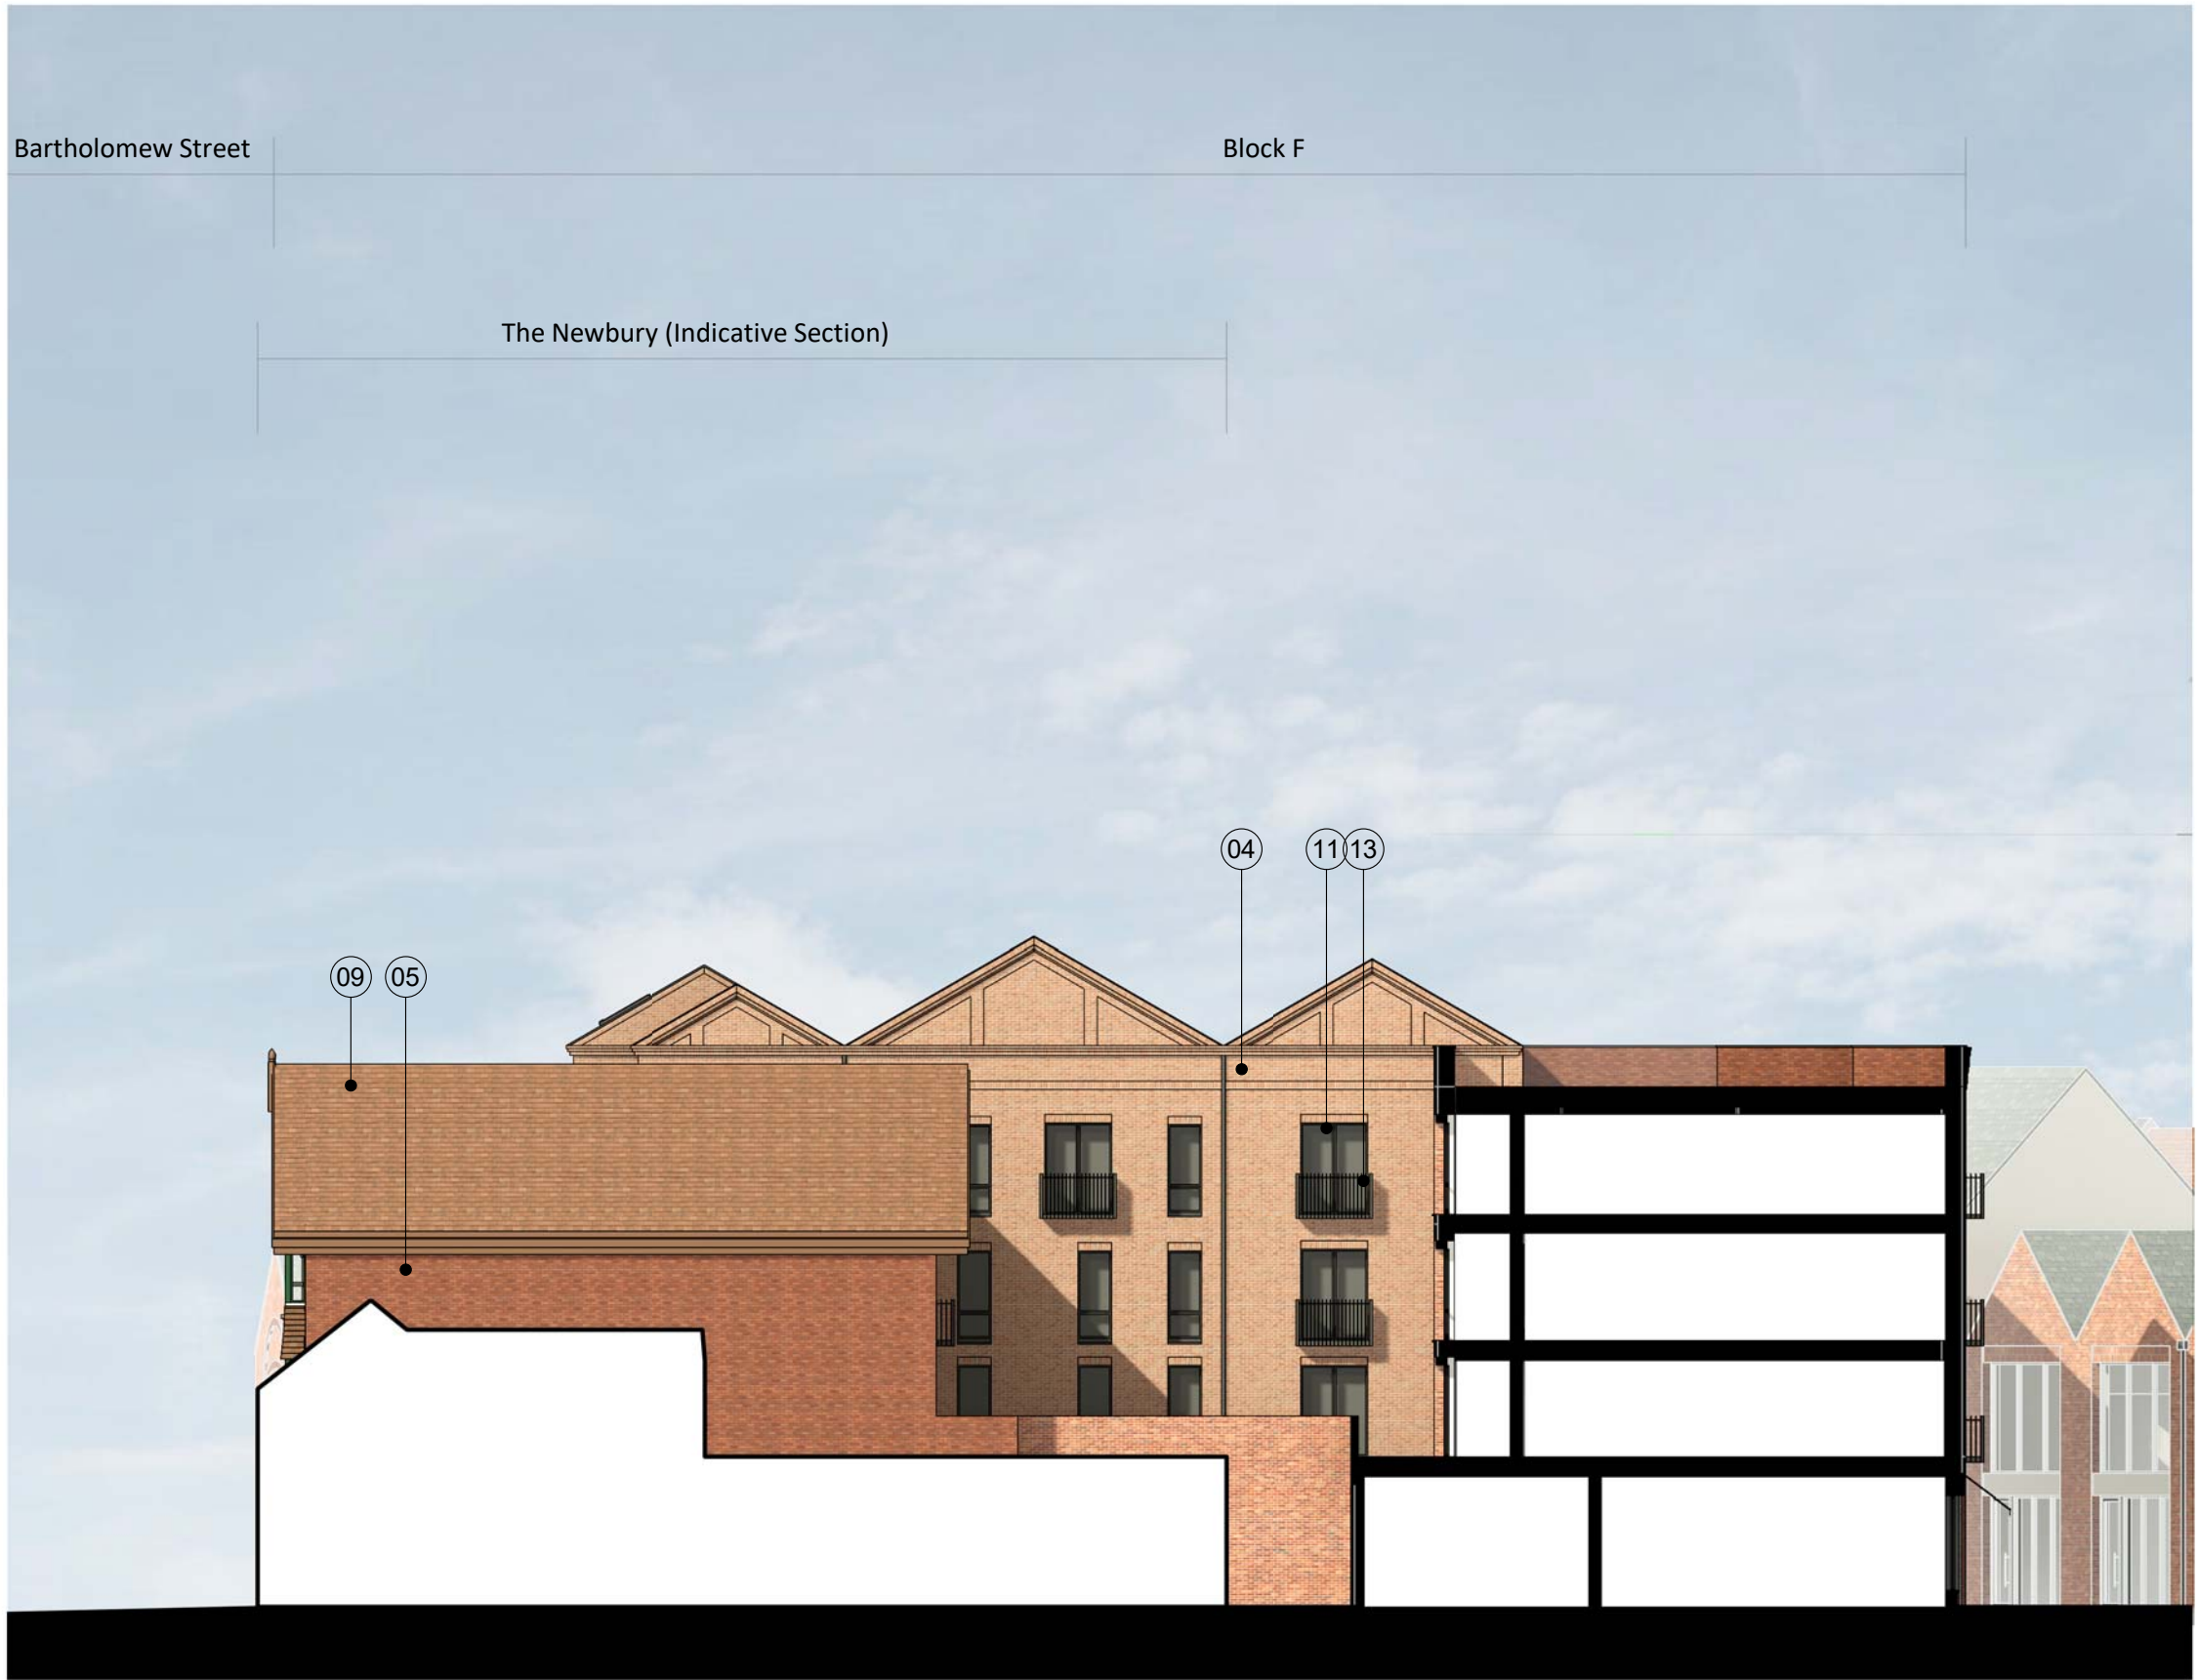 Bartholomew Street
Block F
The Newbury (Indicative Section)
04
11
13
09
05